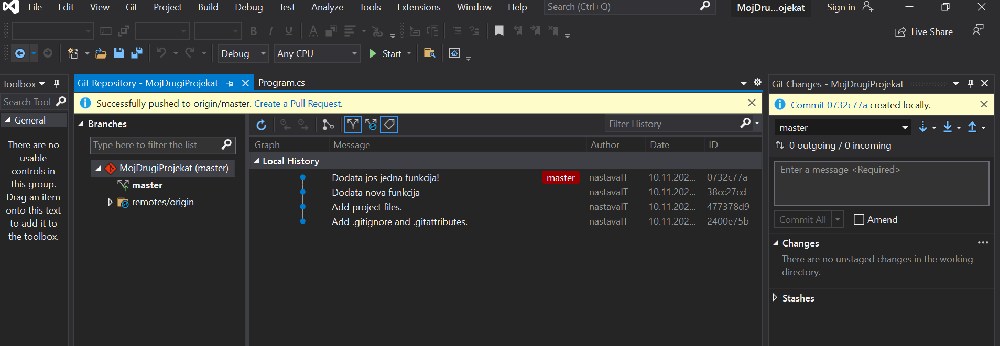 File Edit View Git Project Build Debug Test Analyze Tools Extensions Window Help Search (Ctrl+Q) MojDru...ojekat Sign in
B I U A Live Share
Debug Any CPU Start
Toolbox
Search Tool
General
There are no
usable
controls in
this group.
Drag an item
onto this text
to add it to
the toolbox.
Git Repository - MojDrugiProjekat Program.cs
Successfully pushed to origin/master. Create a Pull Request.
Branches
Type here to filter the list
MojDrugiProjekat (master)
master
remotes/origin
Filter History
Graph Message Author Date ID
Local History
Dodata jos jedna funkcija! master nastavaIT 10.11.202... 0732c77a
Dodata nova funkcija nastavaIT 10.11.202... 38cc27cd
Add project files. nastavaIT 10.11.202... 477378d9
Add .gitignore and .gitattributes. nastavaIT 10.11.202... 2400e75b
Git Changes - MojDrugiProjekat
Commit 0732c77a created locally.
master
0 outgoing / 0 incoming
Enter a message <Required>
Commit All Amend
Changes
There are no unstaged changes in the working
directory.
Stashes